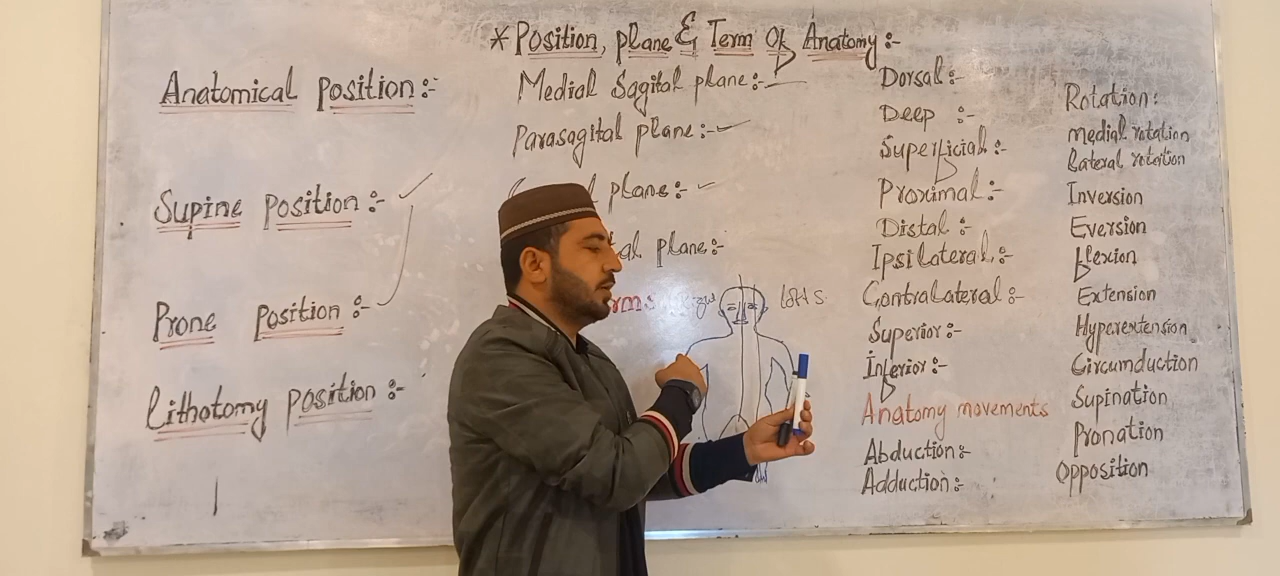 * Position, plane & Term Of Anatomy :-
Anatomical position :-
Supine position :-
Prone position :-
Lithotomy position :-
Medial Sagital plane :-
Parasagital plane :-
plane :-
plane :-
Dorsal :-
Deep :-
Superficial :-
Proximal :-
Distal :-
Ipsilateral :-
Contralateral :-
Superior :-
Inferior :-
Anatomy movements
Abduction :-
Adduction :-
Rotation :
medial rotation
lateral rotation
Inversion
Eversion
flexion
Extension
Hyperextension
Circumduction
Supination
Pronation
Opposition